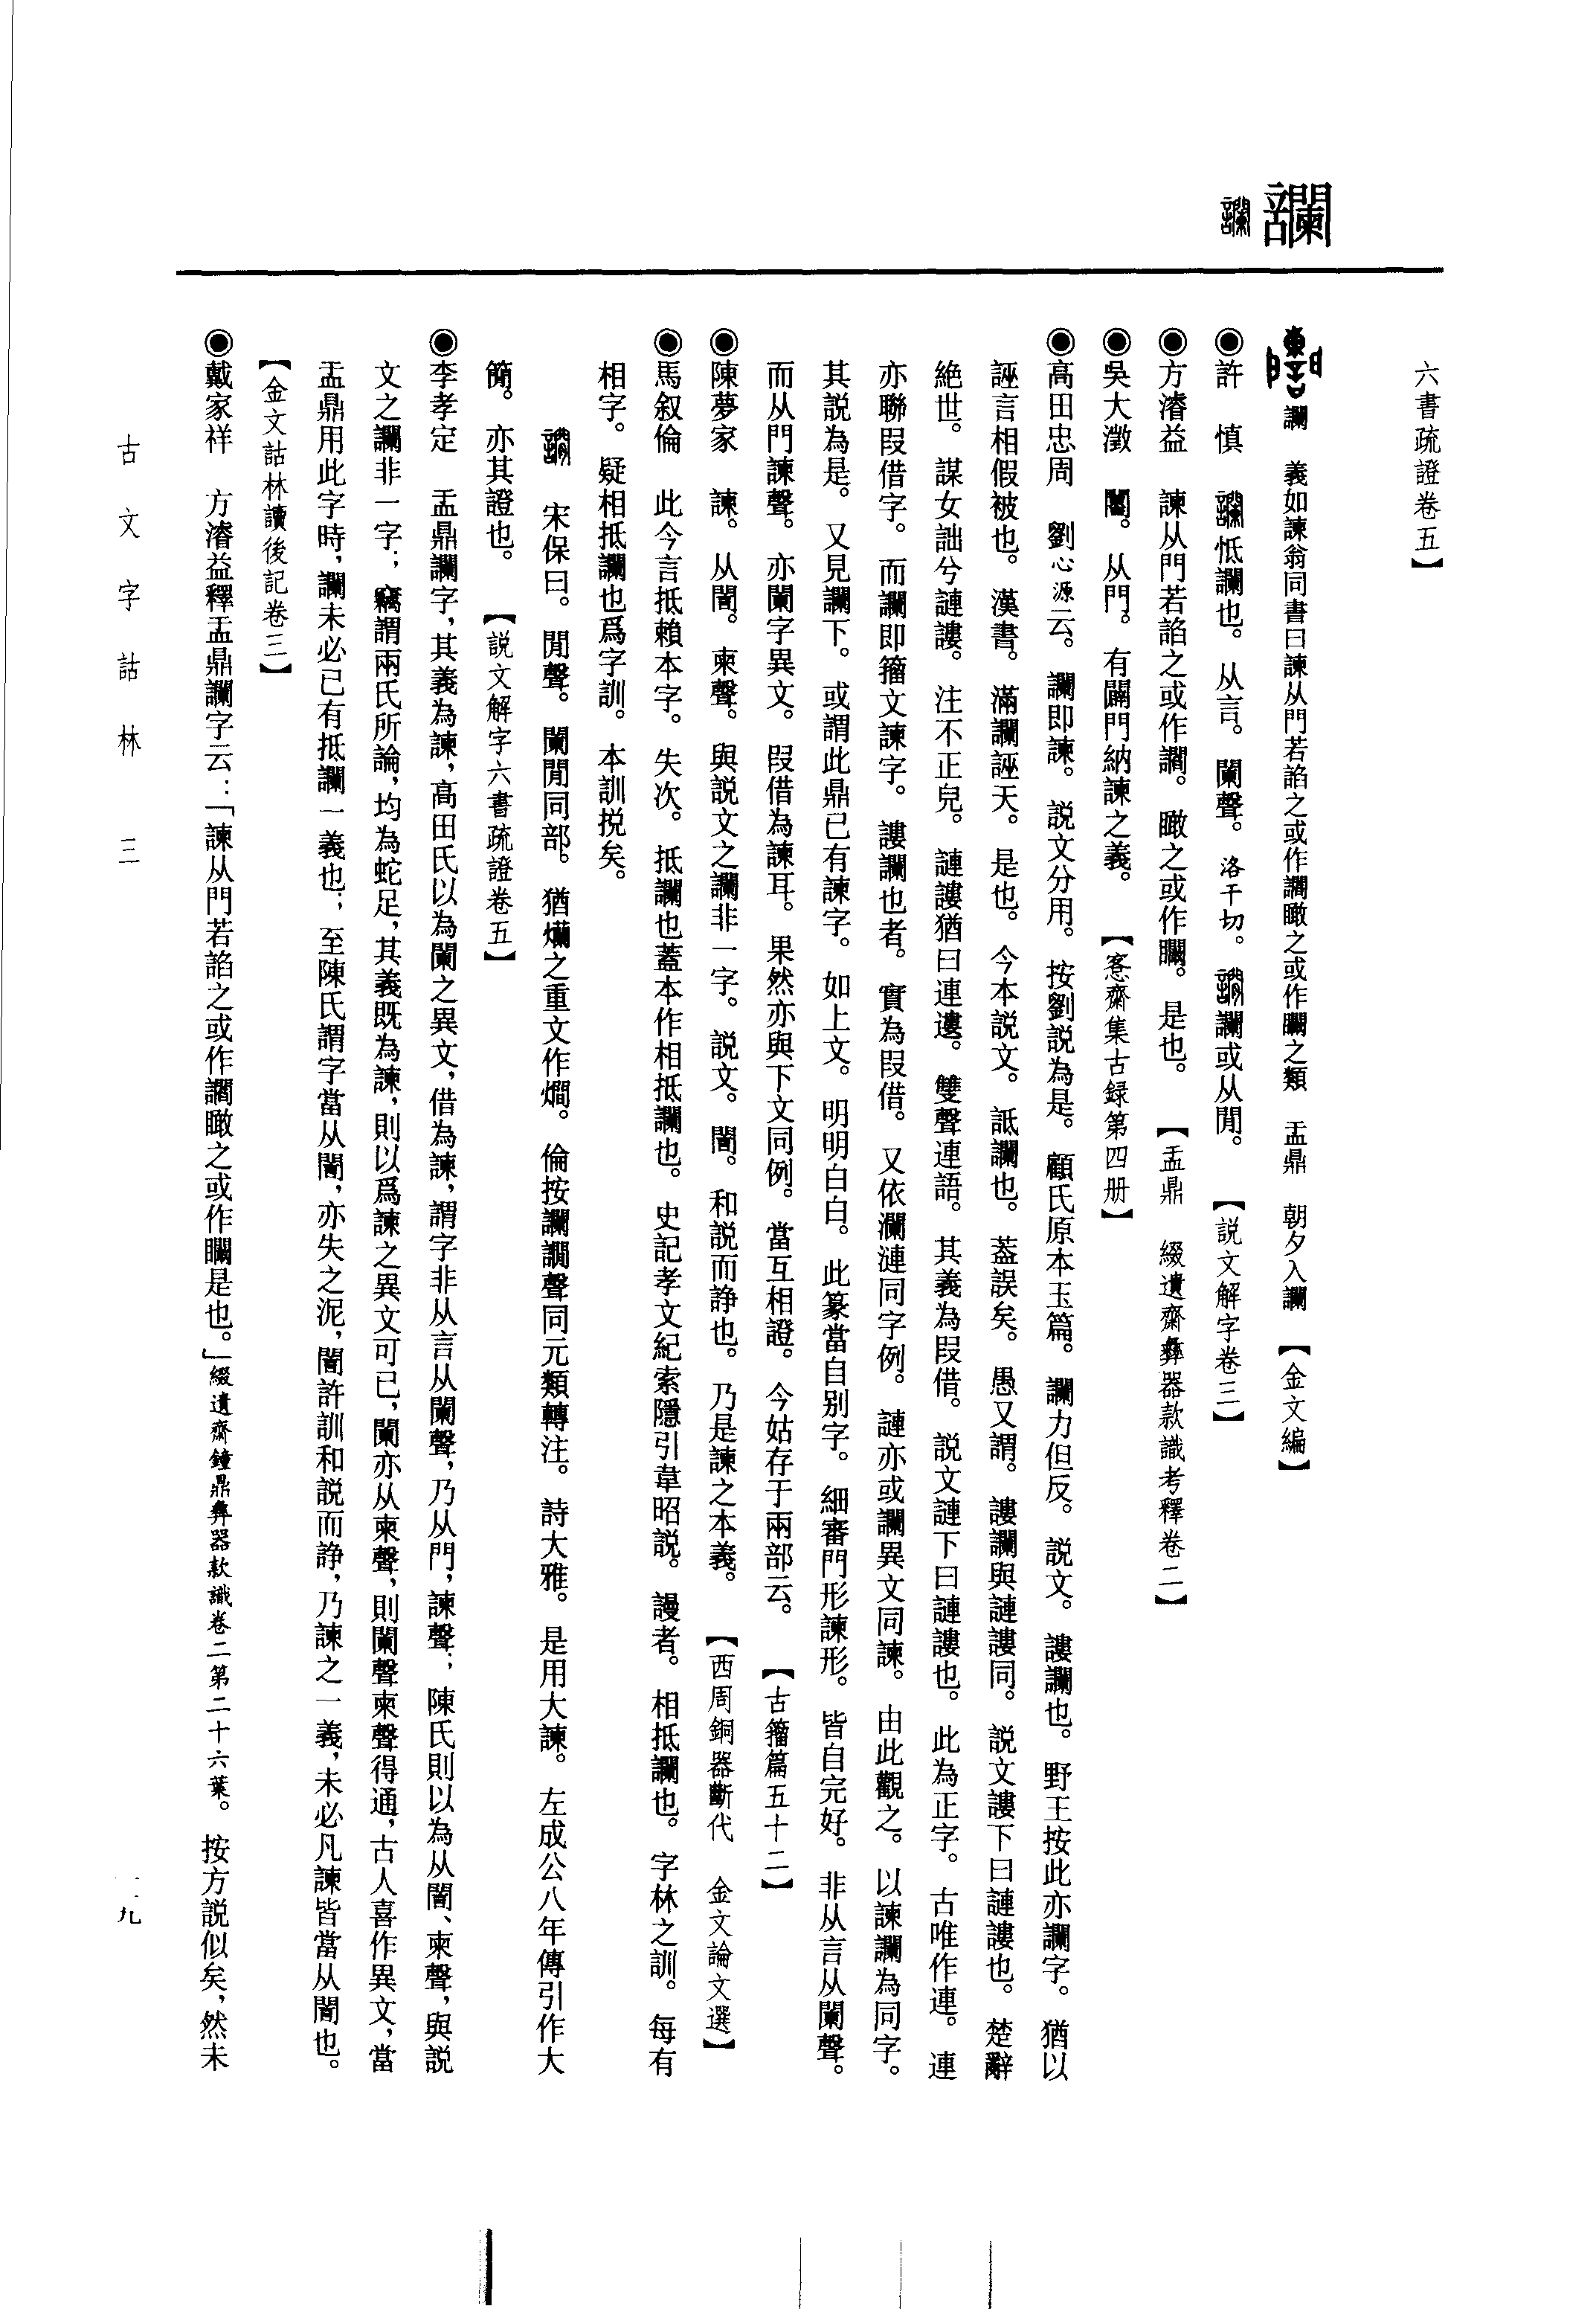 讕
讕
六書疏證卷五】
讕　義如諫翁同書曰諫从門若諂之或作讇瞰之或作矙之類　盂鼎　朝夕入讕　【金文編】
◉許　慎　讕怟讕也。从言。闌聲。洛干切。𧬘讕或从閒。　【説文解字卷三】
◉方濬益　諫从門若諂之或作讇。瞰之或作矙。是也。　【盂鼎　綴遺齋彝器款識考釋卷二】
◉吳大澂　讕。从門。有闢門納諫之義。　【愙齋集古録第四册】
◉高田忠周　劉心源云。讕即諫。説文分用。按劉説為是。顧氏原本玉篇。讕力但反。説文。謱讕也。野王按此亦讕字。猶以
誣言相假被也。漢書。滿讕誣天。是也。今本説文。詆讕也。葢誤矣。愚又謂。謱讕與謰謱同。説文謱下曰謰謱也。楚辭
絶世。謀女詘兮謰謱。注不正皃。謰謱猶曰連遱。雙聲連語。其義為叚借。説文謰下曰謰謱也。此為正字。古唯作連。連
亦聯叚借字。而讕即籀文諫字。謱讕也者。實為叚借。又依瀾漣同字例。謰亦或讕異文同諫。由此觀之。以諫讕為同字。
其説為是。又見讕下。或謂此鼎已有諫字。如上文。明明白白。此篆當自別字。細審門形諫形。皆自完好。非从言从闌聲。
而从門諫聲。亦闌字異文。叚借為諫耳。果然亦與下文同例。當互相證。今姑存于兩部云。　【古籀篇五十二】
◉陳夢家　諫。从誾。柬聲。與説文之讕非一字。説文。誾。和説而諍也。乃是諫之本義。　【西周銅器斷代　金文論文選】
◉馬叙倫　此今言抵賴本字。失次。抵讕也蓋本作相抵讕也。史記孝文紀索隱引韋昭説。謾者。相抵讕也。字林之訓。每有
相字。疑相抵讕也爲字訓。本訓挩矣。
𧬘　宋保曰。閒聲。闌閒同部。猶爛之重文作燗。倫按讕𧬘聲同元類轉注。詩大雅。是用大諫。左成公八年傳引作大
簡。亦其證也。　【説文解字六書疏證卷五】
◉李孝定　盂鼎讕字，其義為諫，高田氏以為闌之異文，借為諫，謂字非从言从闌聲，乃从門，諫聲；陳氏則以為从誾、柬聲，與説
文之讕非一字；竊謂兩氏所論，均為蛇足，其義既為諫，則以爲諫之異文可已，闌亦从柬聲，則闌聲柬聲得通，古人喜作異文，當
盂鼎用此字時，讕未必已有抵讕一義也；至陳氏謂字當从誾，亦失之泥，誾許訓和説而諍，乃諫之一義，未必凡諫皆當从誾也。
【金文詁林讀後記卷三】
◉戴家祥　方濬益釋盂鼎讕字云：「諫从門若諂之或作讇瞰之或作矙是也。」綴遺齋鐘鼎彝器款識卷二第二十六葉。按方説似矣，然未
古文字詁林　三
一一九